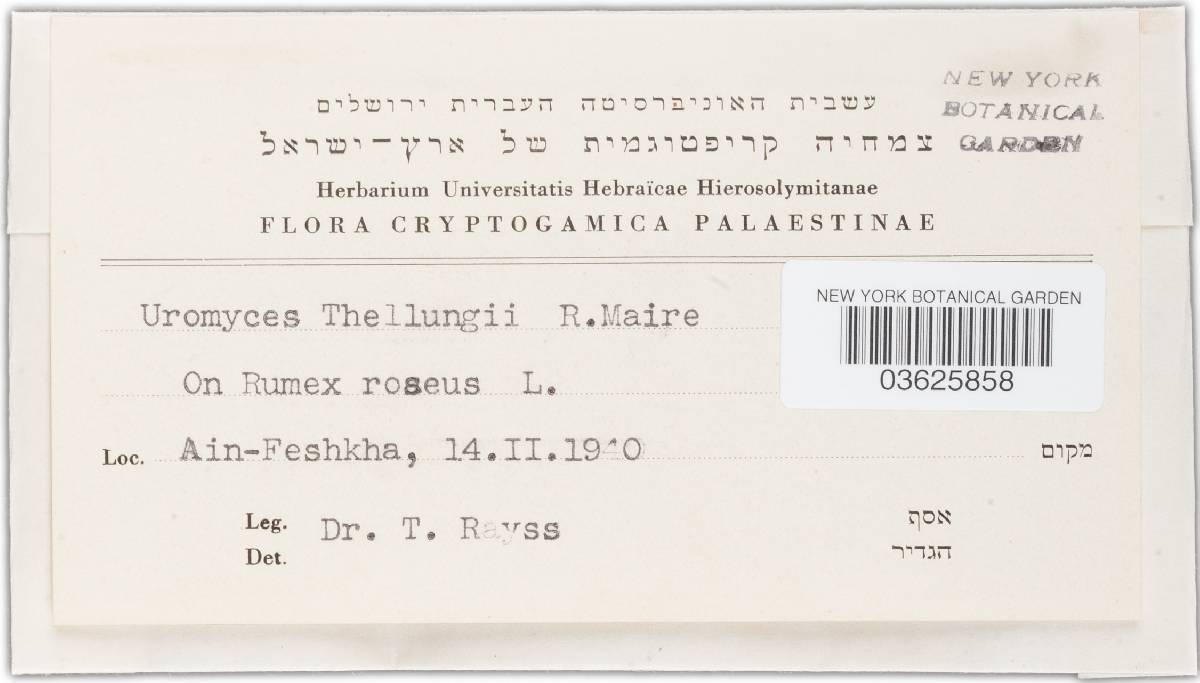 עשבית האוניברסיטה העברית ירושלים
צמחיה קריפטוגמית של ארץ-ישראל
Herbarium Universitatis Hebraïcae Hierosolymitanae
FLORA CRYPTOGAMICA PALAESTINAE
NEW YORK
BOTANICAL
GARDEN
Uromyces Thellungii R.Maire
On Rumex roseus L.
Loc. Ain-Feshkha, 14.II.1940 מקום
Leg. Dr. T. Rayss אסף
Det. הגדיר
NEW YORK BOTANICAL GARDEN
03625858